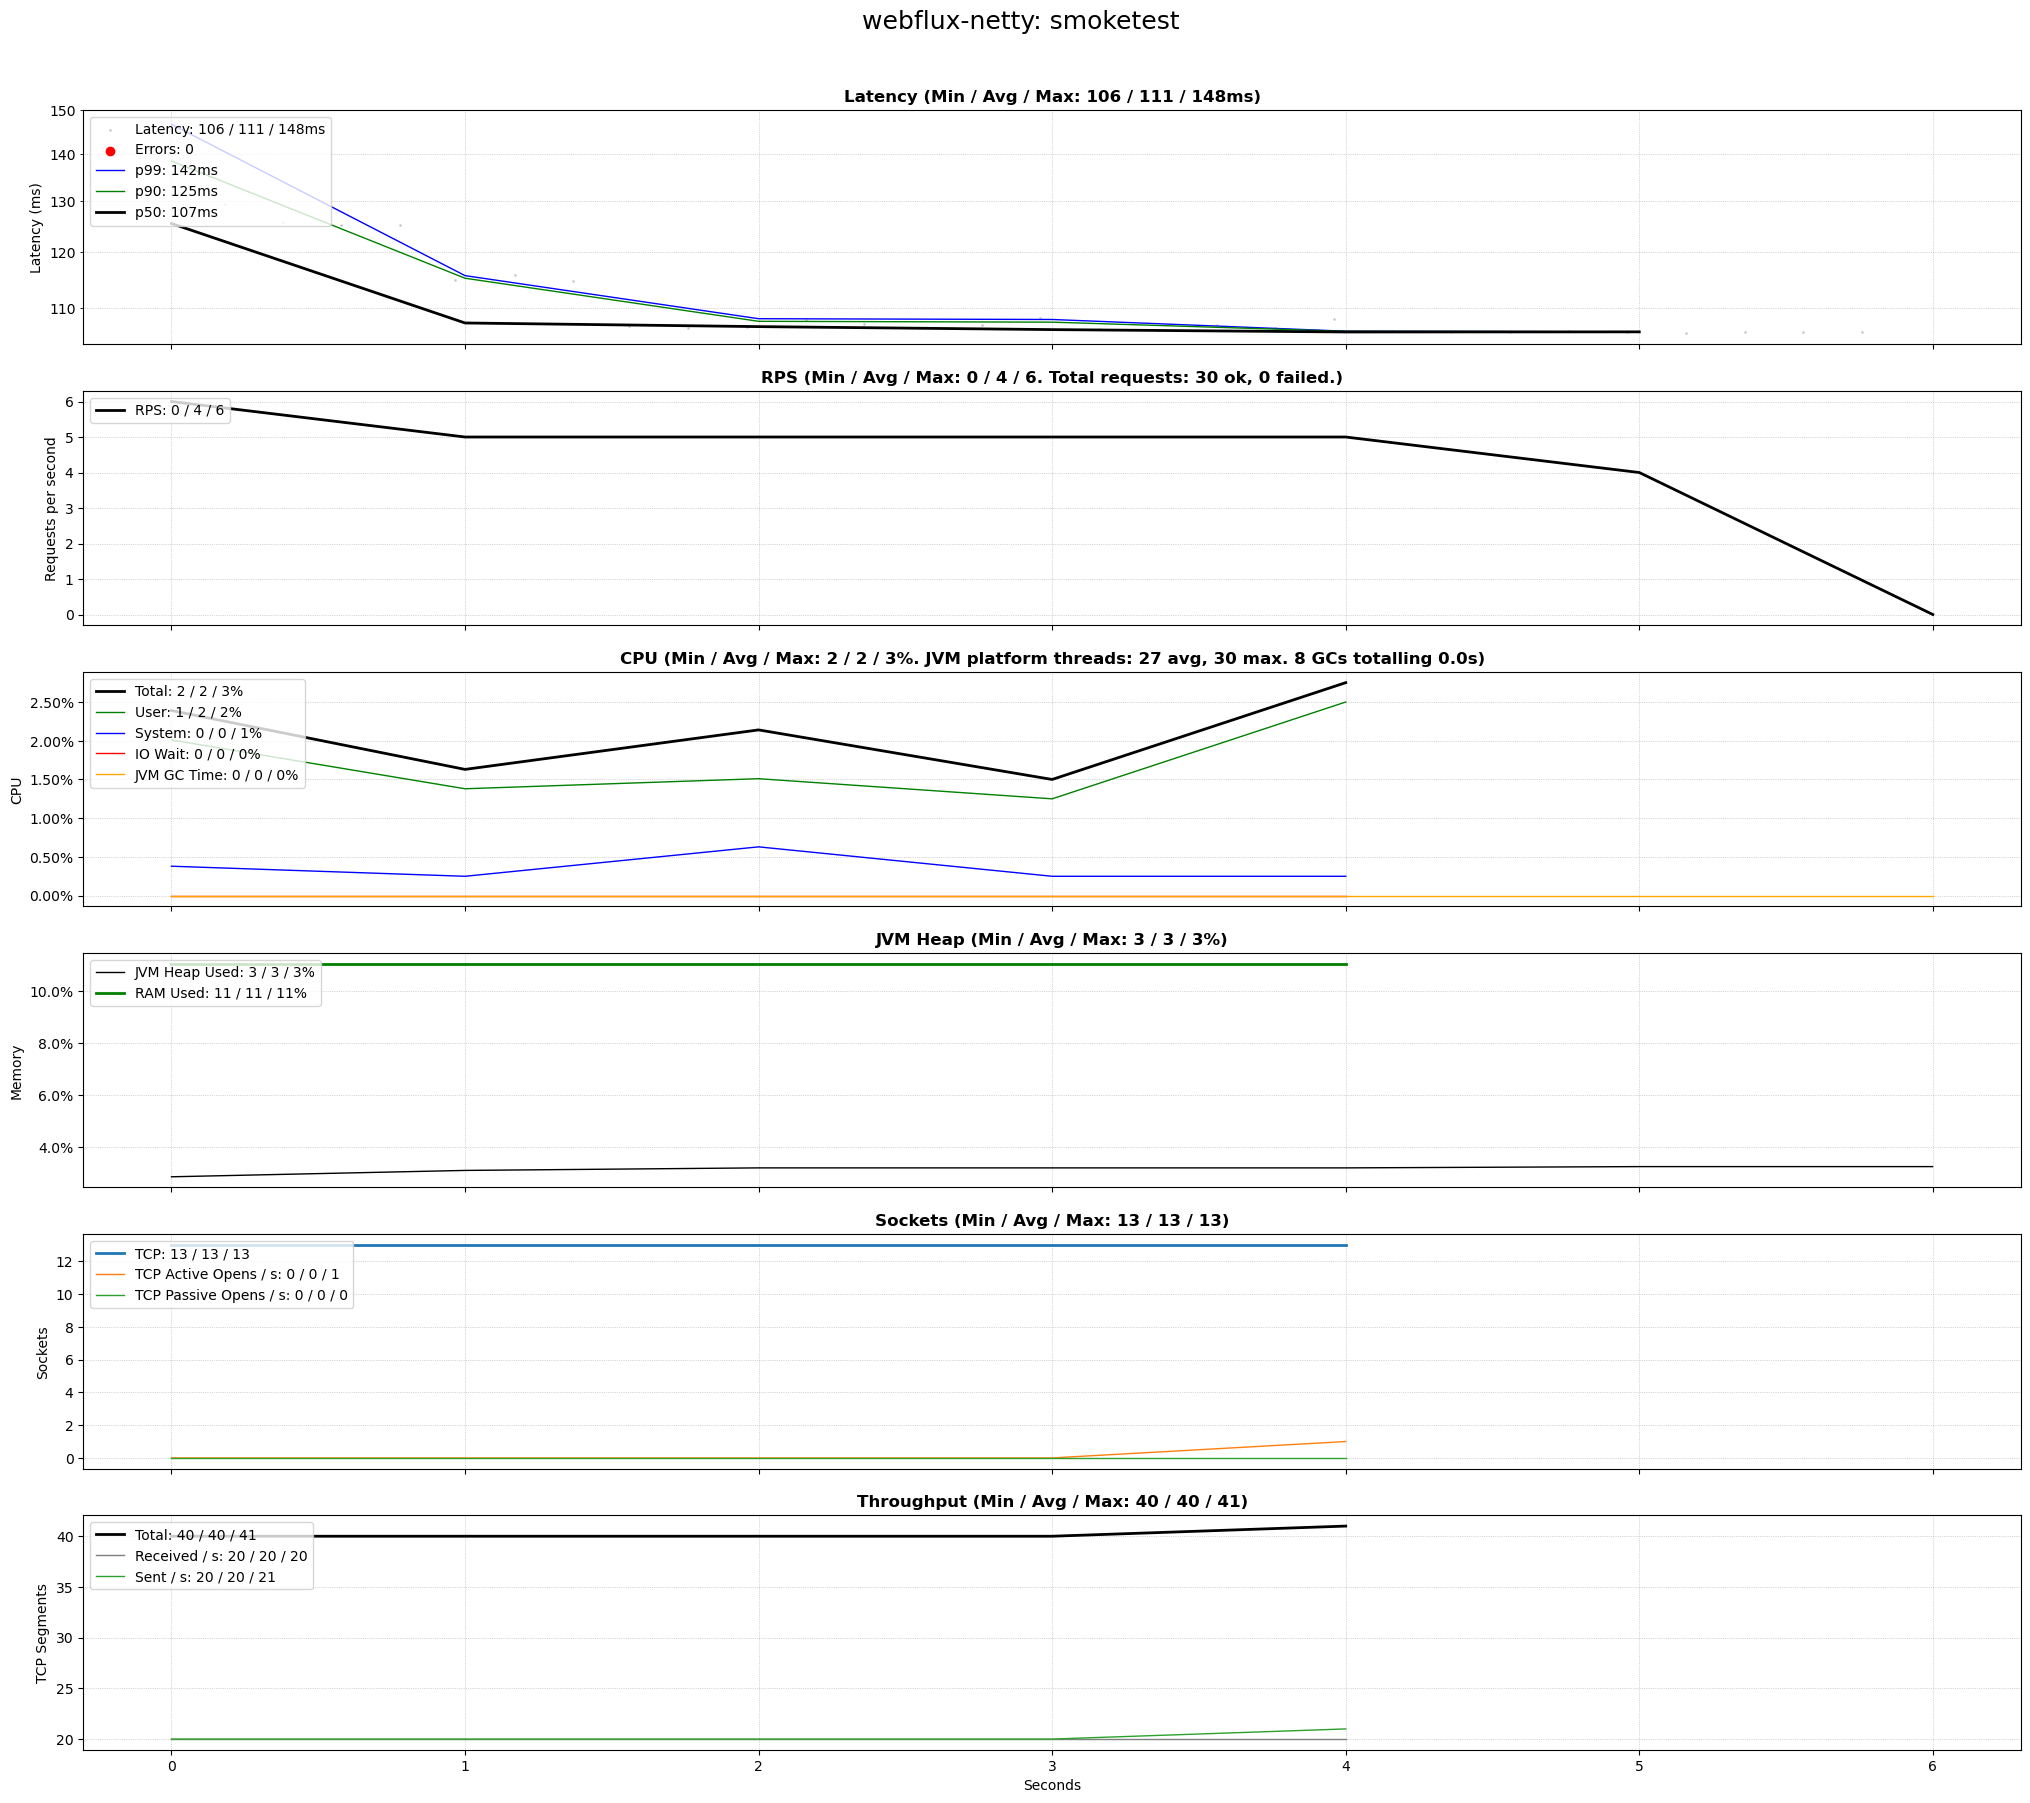 webflux-netty: smoketest
Latency (Min / Avg / Max: 106 / 111 / 148ms)
Latency (ms)
150
140
130
120
110
Latency: 106 / 111 / 148ms
Errors: 0
p99: 142ms
p90: 125ms
p50: 107ms
RPS (Min / Avg / Max: 0 / 4 / 6. Total requests: 30 ok, 0 failed.)
Requests per second
6
5
4
3
2
1
0
RPS: 0 / 4 / 6
CPU (Min / Avg / Max: 2 / 2 / 3%. JVM platform threads: 27 avg, 30 max. 8 GCs totalling 0.0s)
CPU
2.50%
2.00%
1.50%
1.00%
0.50%
0.00%
Total: 2 / 2 / 3%
User: 1 / 2 / 2%
System: 0 / 0 / 1%
IO Wait: 0 / 0 / 0%
JVM GC Time: 0 / 0 / 0%
JVM Heap (Min / Avg / Max: 3 / 3 / 3%)
Memory
10.0%
8.0%
6.0%
4.0%
JVM Heap Used: 3 / 3 / 3%
RAM Used: 11 / 11 / 11%
Sockets (Min / Avg / Max: 13 / 13 / 13)
Sockets
12
10
8
6
4
2
0
TCP: 13 / 13 / 13
TCP Active Opens / s: 0 / 0 / 1
TCP Passive Opens / s: 0 / 0 / 0
Throughput (Min / Avg / Max: 40 / 40 / 41)
TCP Segments
40
35
30
25
20
Total: 40 / 40 / 41
Received / s: 20 / 20 / 20
Sent / s: 20 / 20 / 21
0 1 2 3 4 5 6
Seconds